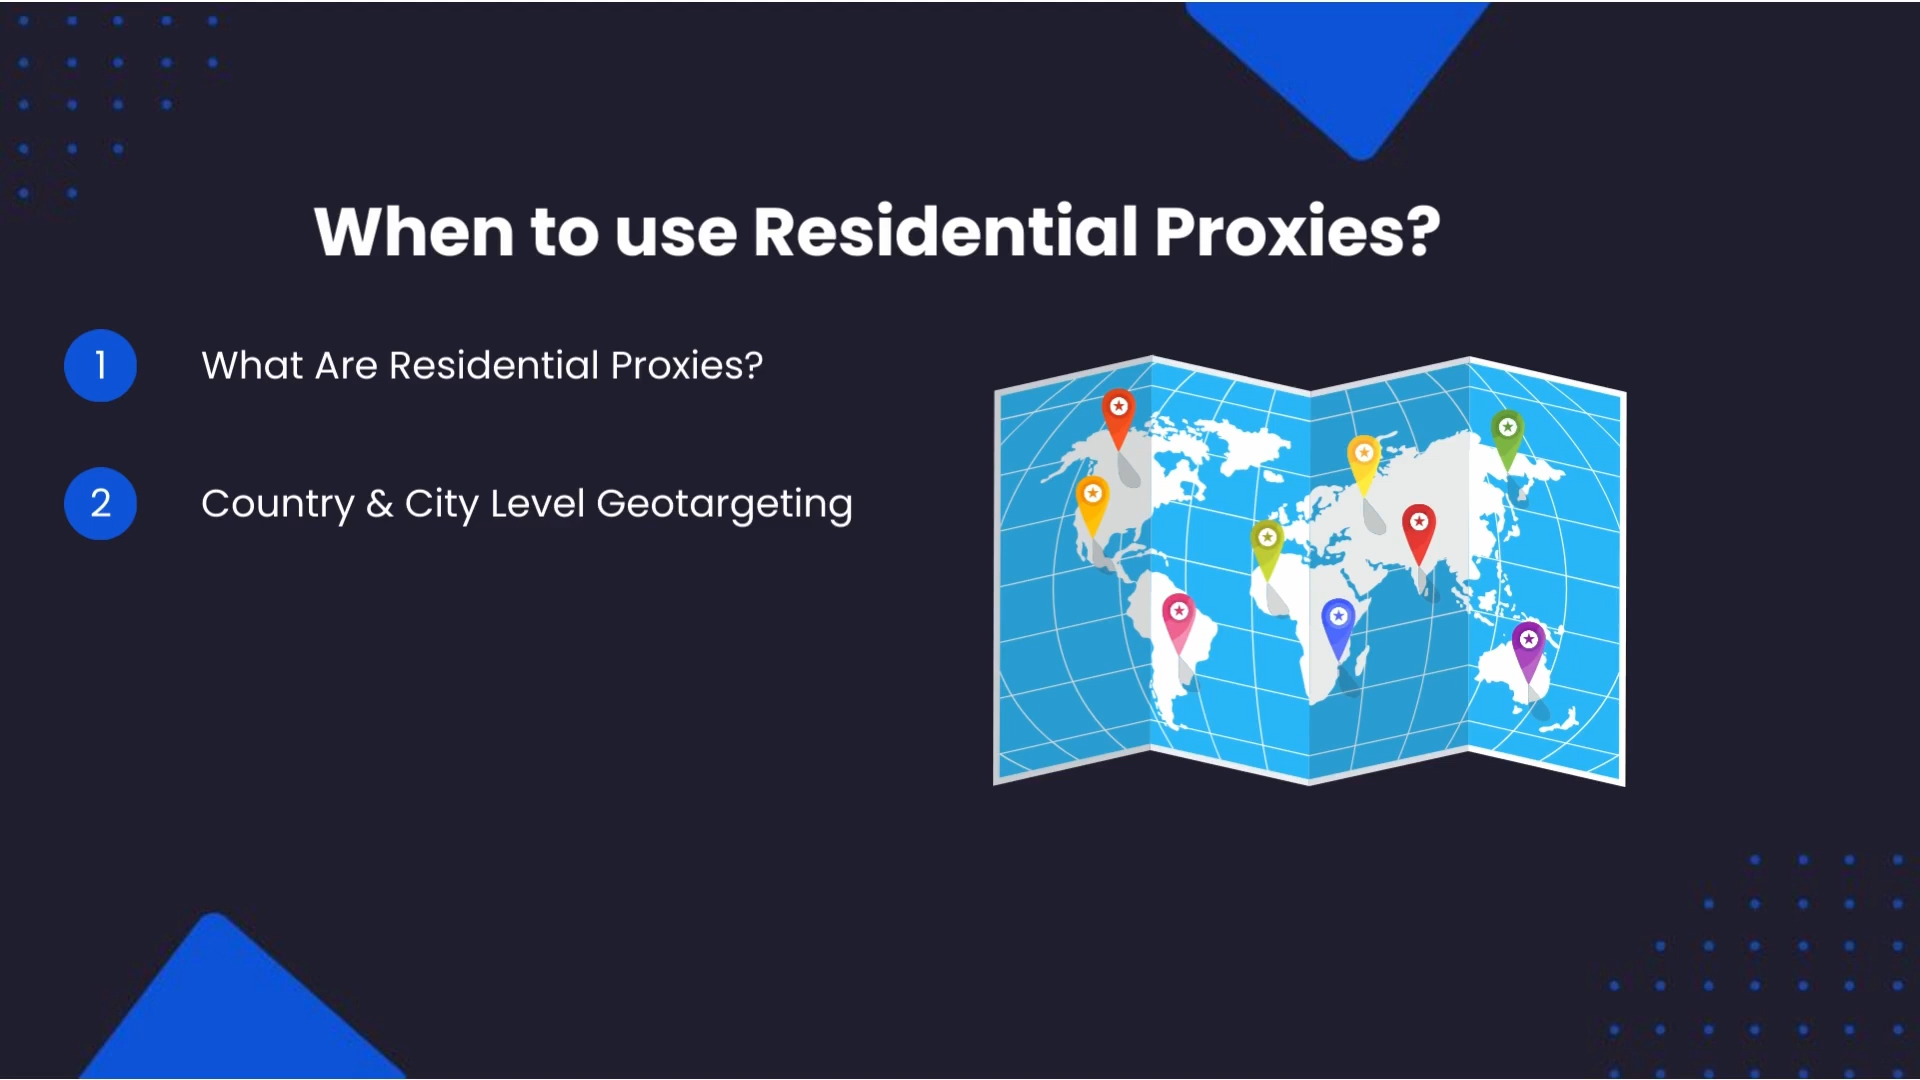 When to use Residential Proxies?
1 What Are Residential Proxies?
2 Country & City Level Geotargeting